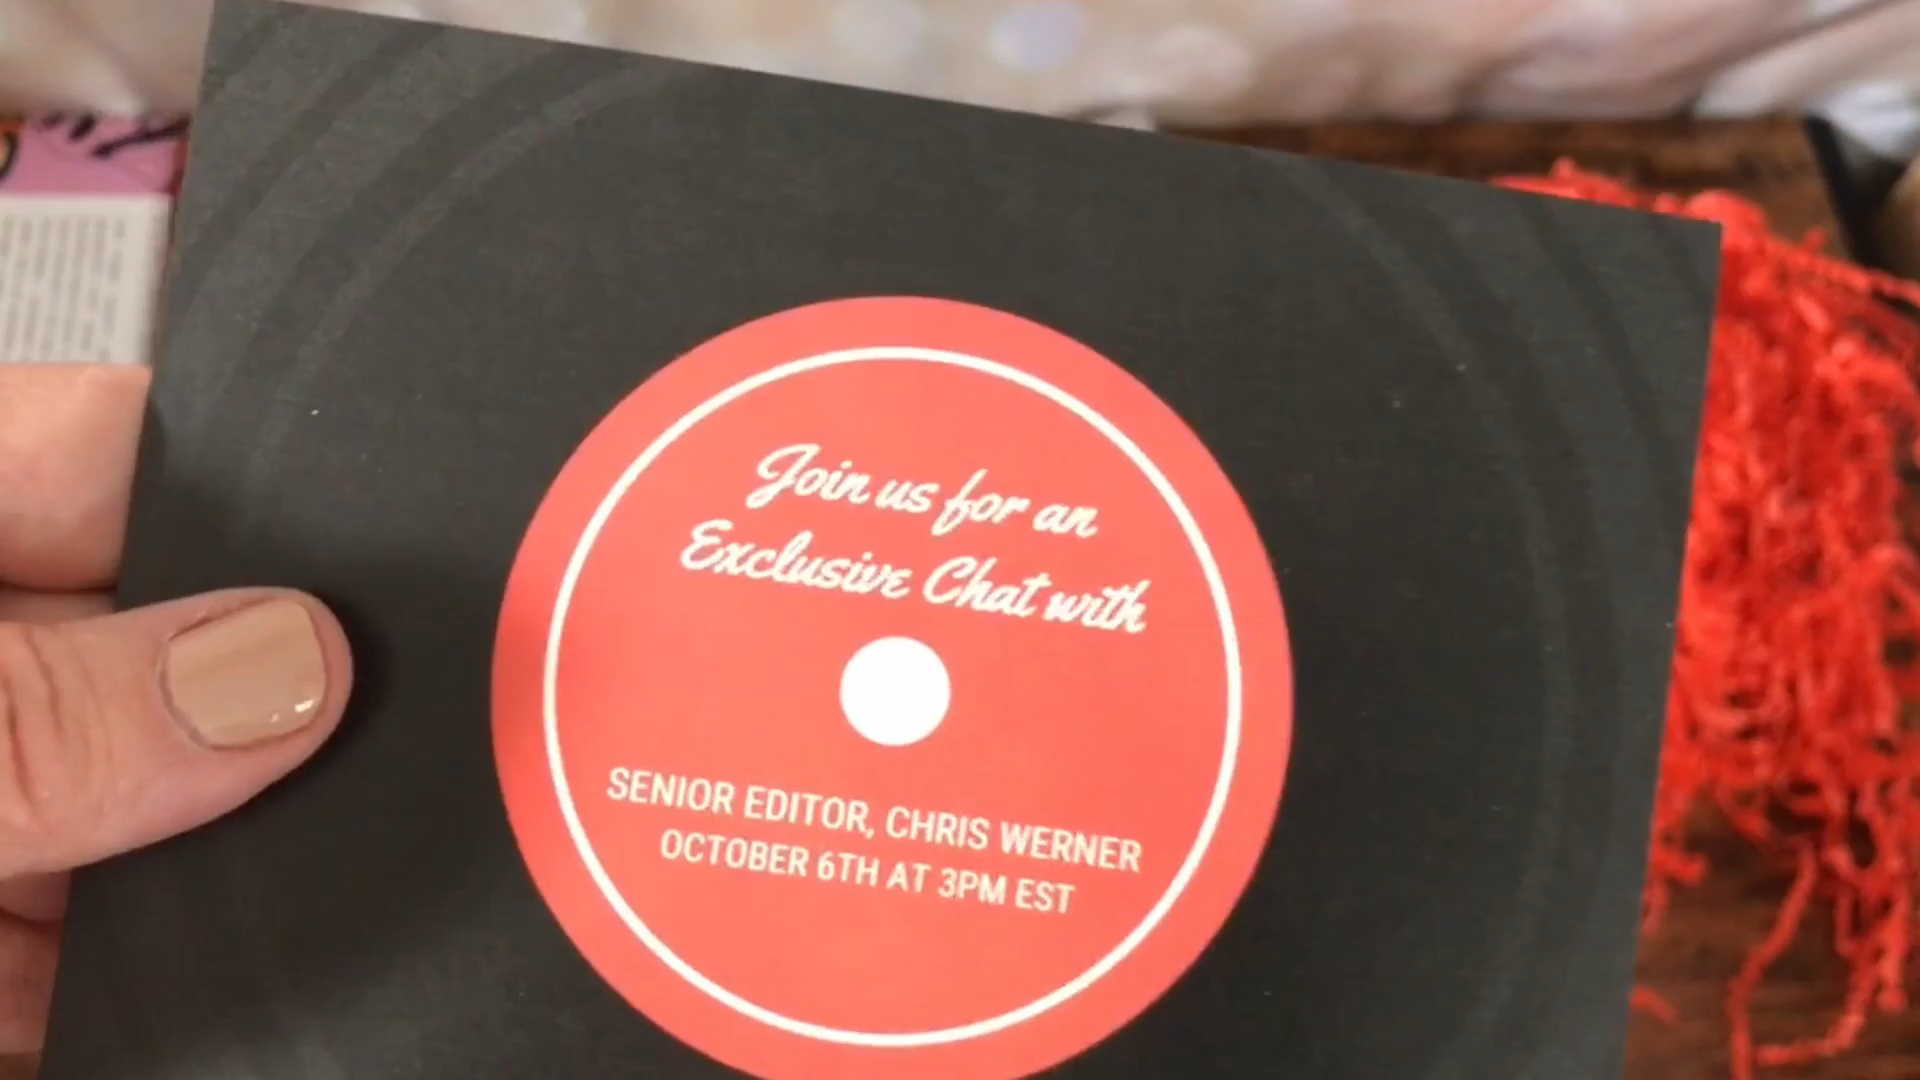 Join us for an
Exclusive Chat with
SENIOR EDITOR, CHRIS WERNER
OCTOBER 6TH AT 3PM EST